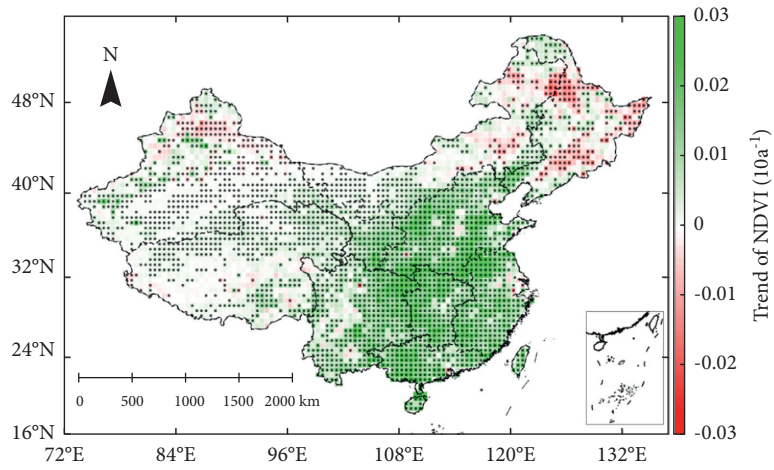 N
48°N
40°N
32°N
24°N
16°N
0 500 1000 1500 2000 km
72°E 84°E 96°E 108°E 120°E 132°E
0.03
0.02
0.01
0
-0.01
-0.02
-0.03
Trend of NDVI (10a⁻¹)